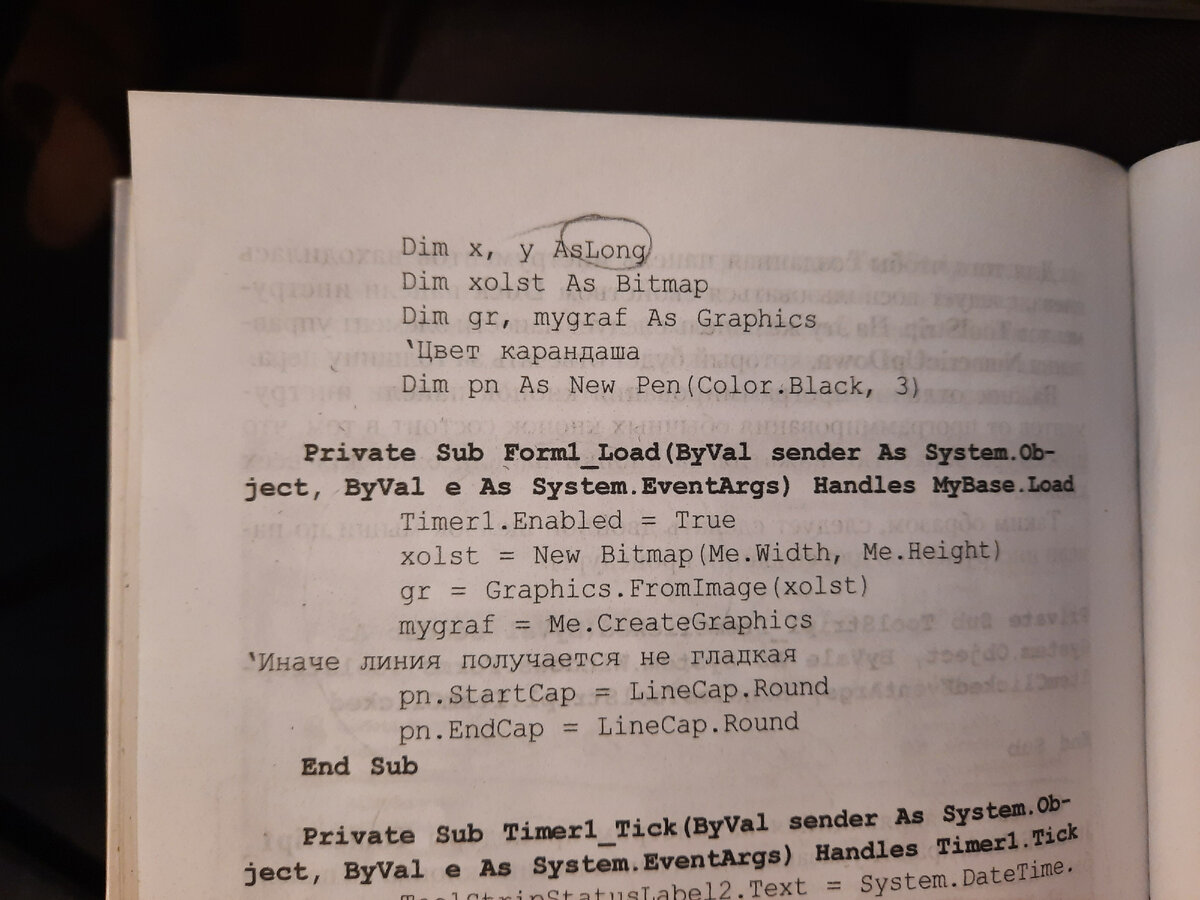 Dim x, y AsLong
Dim xolst As Bitmap
Dim gr, mygraf As Graphics
‛Цвет карандаша
Dim pn As New Pen(Color.Black, 3)
Private Sub Form1_Load(ByVal sender As System.Ob-
ject, ByVal e As System.EventArgs) Handles MyBase.Load
Timer1.Enabled = True
xolst = New Bitmap(Me.Width, Me.Height)
gr = Graphics.FromImage(xolst)
mygraf = Me.CreateGraphics
‛Иначе линия получается не гладкая
pn.StartCap = LineCap.Round
pn.EndCap = LineCap.Round
End Sub
Private Sub Timer1_Tick(ByVal sender As System.Ob-
ject, ByVal e As System.EventArgs) Handles Timer1.Tick
ToolStripStatusLabel2.Text = System.DateTime.